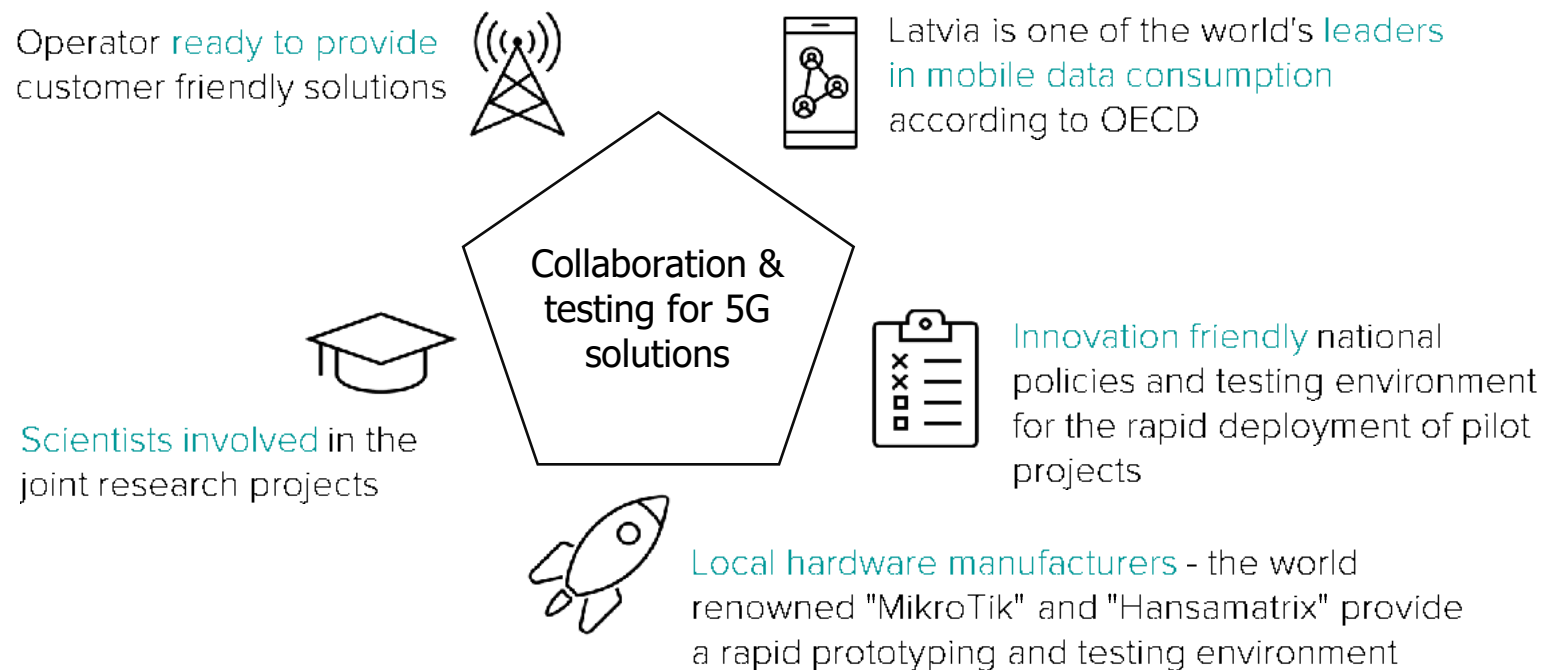 Operator ready to provide
customer friendly solutions
Latvia is one of the world's leaders
in mobile data consumption
according to OECD
Collaboration &
testing for 5G
solutions
Innovation friendly national
policies and testing environment
for the rapid deployment of pilot
projects
Scientists involved in the
joint research projects
Local hardware manufacturers - the world
renowned "MikroTik" and "Hansamatrix" provide
a rapid prototyping and testing environment